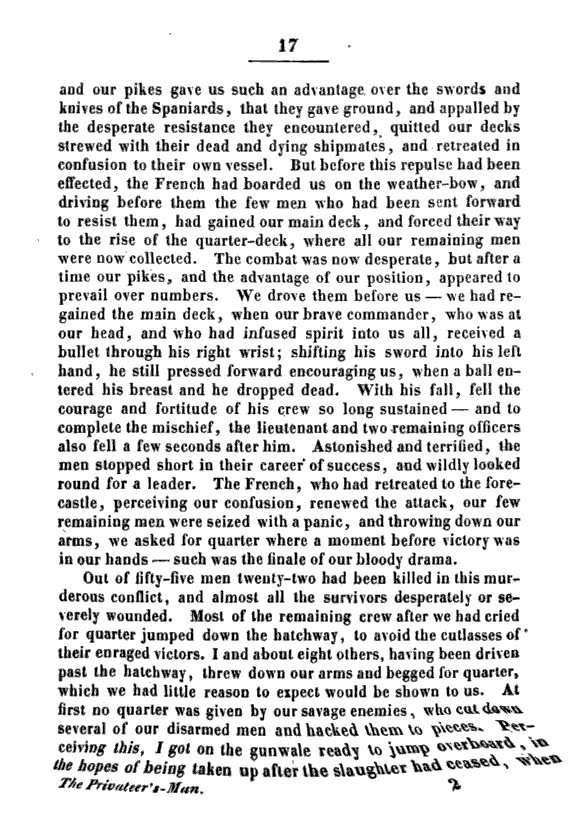 17
and our pikes gave us such an advantage over the swords and
knives of the Spaniards, that they gave ground, and appalled by
the desperate resistance they encountered, quitted our decks
strewed with their dead and dying shipmates, and retreated in
confusion to their own vessel. But before this repulse had been
effected, the French had boarded us on the weather-bow, and
driving before them the few men who had been sent forward
to resist them, had gained our main deck, and forced their way
to the rise of the quarter-deck, where all our remaining men
were now collected. The combat was now desperate, but after a
time our pikes, and the advantage of our position, appeared to
prevail over numbers. We drove them before us — we had re-
gained the main deck, when our brave commander, who was at
our head, and who had infused spirit into us all, received a
bullet through his right wrist; shifting his sword into his left
hand, he still pressed forward encouraging us, when a ball en-
tered his breast and he dropped dead. With his fall, fell the
courage and fortitude of his crew so long sustained — and to
complete the mischief, the lieutenant and two remaining officers
also fell a few seconds after him. Astonished and terrified, the
men stopped short in their career of success, and wildly looked
round for a leader. The French, who had retreated to the fore-
castle, perceiving our confusion, renewed the attack, our few
remaining men were seized with a panic, and throwing down our
arms, we asked for quarter where a moment before victory was
in our hands — such was the finale of our bloody drama.
Out of fifty-five men twenty-two had been killed in this mur-
derous conflict, and almost all the survivors desperately or se-
verely wounded. Most of the remaining crew after we had cried
for quarter jumped down the hatchway, to avoid the cutlasses of
their enraged victors. I and about eight others, having been driven
past the hatchway, threw down our arms and begged for quarter,
which we had little reason to expect would be shown to us. At
first no quarter was given by our savage enemies, who cut down
several of our disarmed men and hacked them to pieces. Per-
ceiving this, I got on the gunwale ready to jump overboard, in
the hopes of being taken up after the slaughter had ceased, when
The Privateer's-Man. 2